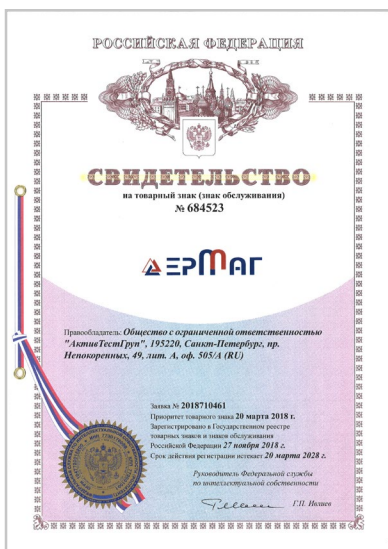 РОССИЙСКАЯ ФЕДЕРАЦИЯ
СВИДЕТЕЛЬСТВО
на товарный знак (знак обслуживания)
№ 684523
ΞРМАГ
Правообладатель: Общество с ограниченной ответственностью
"АктивТестГруп", 195220, Санкт-Петербург, пр.
Непокоренных, 49, лит. А, оф. 505/А (RU)
Заявка № 2018710461
Приоритет товарного знака 20 марта 2018 г.
Зарегистрировано в Государственном реестре
товарных знаков и знаков обслуживания
Российской Федерации 27 ноября 2018 г.
Срок действия регистрации истекает 20 марта 2028 г.
Руководитель Федеральной службы
по интеллектуальной собственности
Г.П. Ивлиев